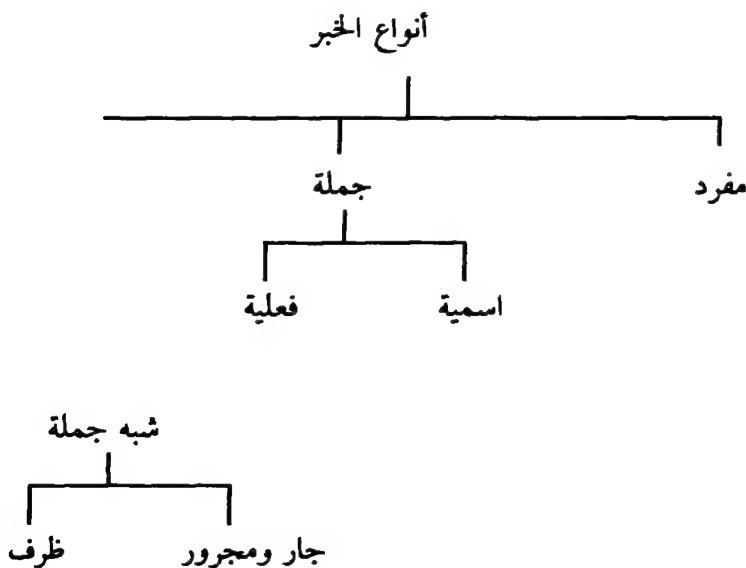 أنواع الخبر
مفرد
جملة
اسمية
فعلية
شبه جملة
جار ومجرور
ظرف